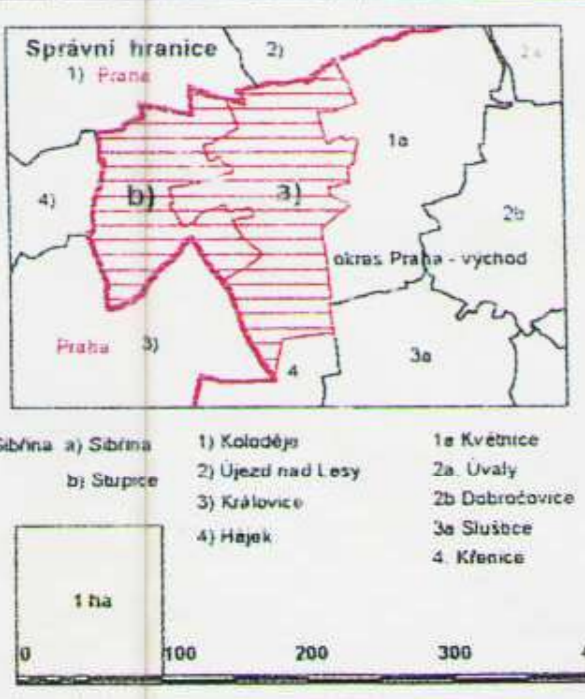 Správní hranice
1) Praha
2)
2a
1a
4)
b)
a)
2b
okres Praha - východ
Praha 3)
4
3a
Sibřina a) Sibřina
b) Stupice
1) Koloděje
2) Újezd nad Lesy
3) Královice
4) Hájek
1a Květnice
2a. Úvaly
2b Dobročovice
3a Sluštice
4. Křenice
1 ha
0 100 200 300 4